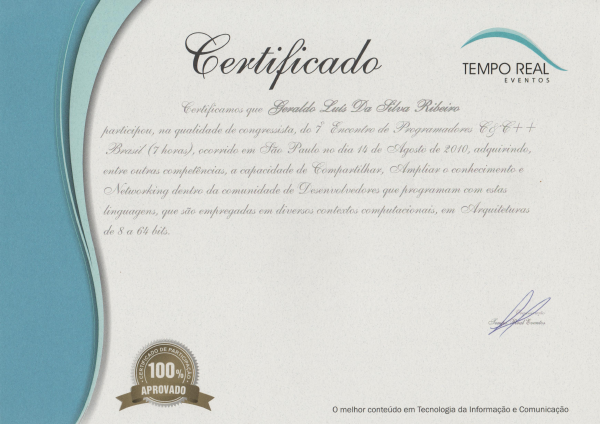 Certificado
TEMPO REAL
EVENTOS
Certificamos que Geraldo Luis Da Silva Ribeiro
participou, na qualidade de congressista, do 7º Encontro de Programadores C&C++
Brasil (7 horas), ocorrido em São Paulo no dia 14 de Agosto de 2010, adquirindo,
entre outras competências, a capacidade de Compartilhar, Ampliar o conhecimento e
Networking dentro da comunidade de Desenvolvedores que programam com estas
linguagens, que são empregadas em diversos contextos computacionais, em Arquiteturas
de 8 a 64 bits.
Eventos
CERTIFICADO DE PARTICIPAÇÃO
100%
APROVADO
O melhor conteúdo em Tecnologia da Informação e Comunicação